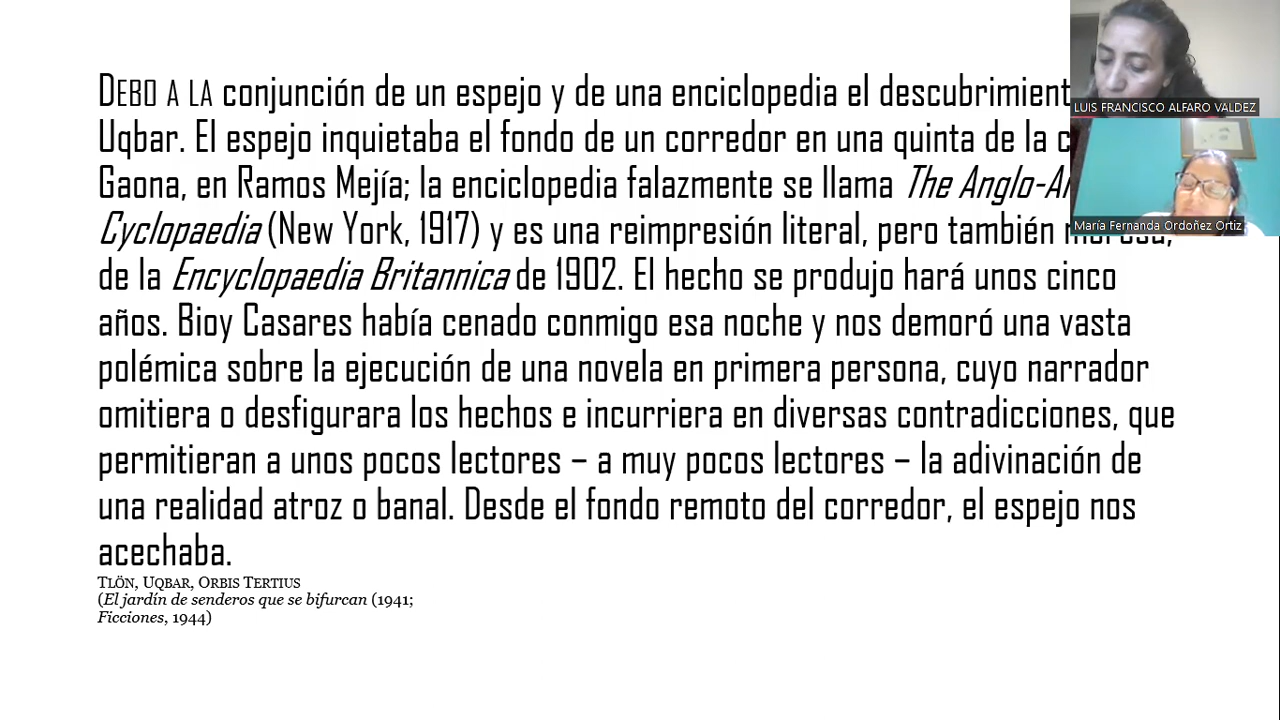 DEBO A LA conjunción de un espejo y de una enciclopedia el
Uqbar. El espejo inquietaba el fondo de un corredor en una quinta de la
Gaona, en Ramos Mejía; la enciclopedia falazmente se llama The
Cyclopaedia (New York, 1917) y es una reimpresión literal, pero también
de la Encyclopaedia Britannica de 1902. El hecho se produjo hará unos cinco
años. Bioy Casares había cenado conmigo esa noche y nos demoró una vasta
polémica sobre la ejecución de una novela en primera persona, cuyo narrador
omitiera o desfigurara los hechos e incurriera en diversas contradicciones, que
permitieran a unos pocos lectores – a muy pocos lectores – la adivinación de
una realidad atroz o banal. Desde el fondo remoto del corredor, el espejo nos
acechaba.
TLÖN, UQBAR, ORBIS TERTIUS
(El jardín de senderos que se bifurcan (1941;
Ficciones, 1944)
LUIS FRANCISCO ALFARO VALDEZ
María Fernanda Ordoñez Ortiz